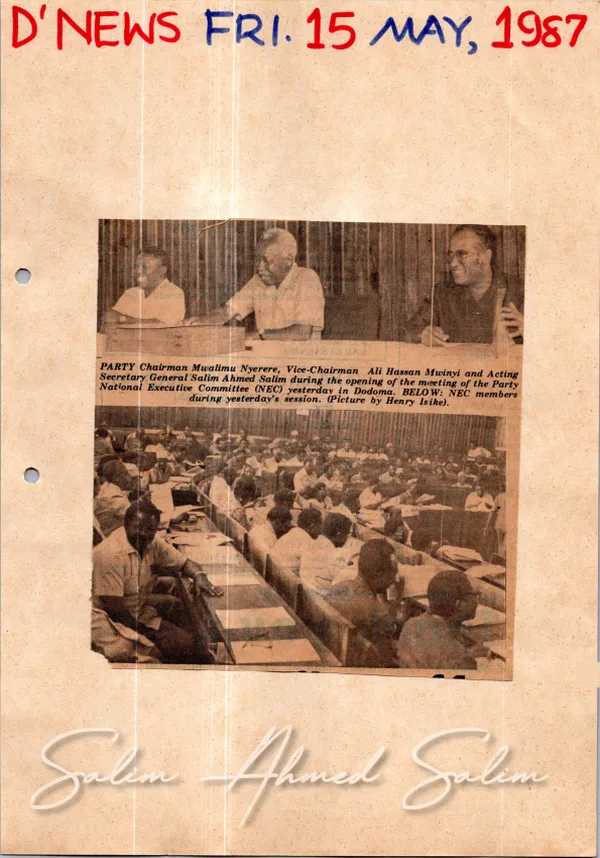 D'NEWS FRI. 15 MAY, 1987
PARTY Chairman Mwalimu Nyerere, Vice-Chairman Ali Hassan Mwinyi and Acting
Secretary General Salim Ahmed Salim during the opening of the meeting of the Party
National Executive Committee (NEC) yesterday in Dodoma. BELOW: NEC members
during yesterday's session. (Picture by Henry Isike).
Salim Ahmed Salim